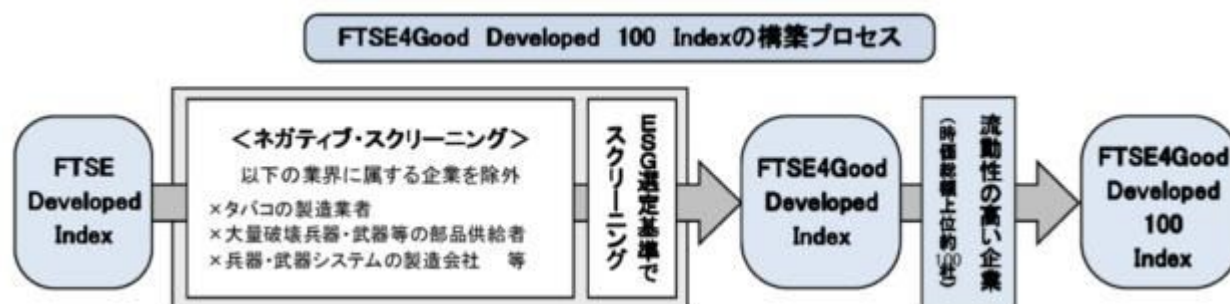 FTSE4Good Developed 100 Indexの構築プロセス
FTSE
Developed
Index
＜ネガティブ・スクリーニング＞
以下の業界に属する企業を除外
×タバコの製造業者
×大量破壊兵器・武器等の部品供給者
×兵器・武器システムの製造会社　等
ESG選定基準で
スクリーニング
FTSE4Good
Developed
Index
流動性の高い企業
（時価総額上位約100社）
FTSE4Good
Developed
100
Index